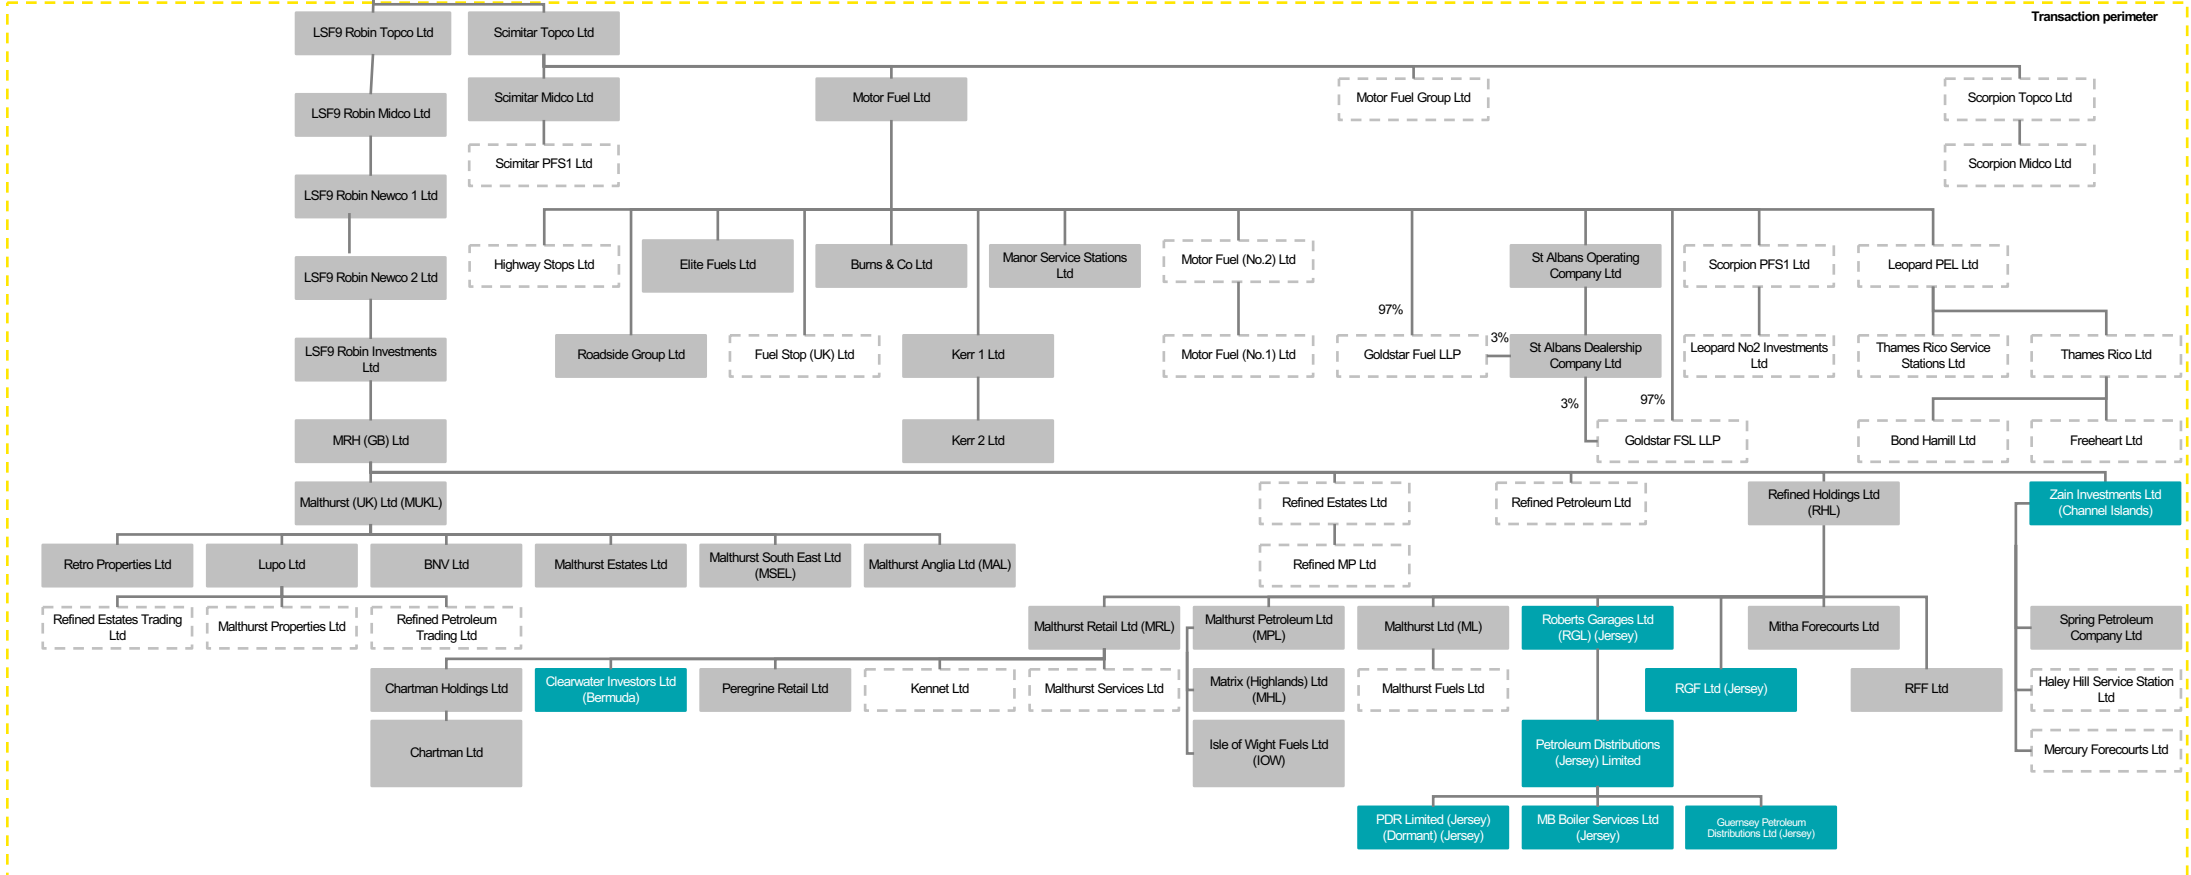 Transaction perimeter
LSF9 Robin Topco Ltd
Scimitar Topco Ltd
Scimitar Midco Ltd
Motor Fuel Ltd
Motor Fuel Group Ltd
Scorpion Topco Ltd
LSF9 Robin Midco Ltd
Scimitar PFS1 Ltd
Scorpion Midco Ltd
LSF9 Robin Newco 1 Ltd
Highway Stops Ltd
Elite Fuels Ltd
Burns & Co Ltd
Manor Service Stations
Ltd
Motor Fuel (No.2) Ltd
St Albans Operating
Company Ltd
Scorpion PFS1 Ltd
Leopard PEL Ltd
LSF9 Robin Newco 2 Ltd
97%
3%
LSF9 Robin Investments
Ltd
Roadside Group Ltd
Fuel Stop (UK) Ltd
Kerr 1 Ltd
Motor Fuel (No.1) Ltd
Goldstar Fuel LLP
St Albans Dealership
Company Ltd
Leopard No2 Investments
Ltd
Thames Rico Service
Stations Ltd
Thames Rico Ltd
3%
97%
MRH (GB) Ltd
Kerr 2 Ltd
Goldstar FSL LLP
Bond Hamill Ltd
Freeheart Ltd
Malthurst (UK) Ltd (MUKL)
Refined Estates Ltd
Refined Petroleum Ltd
Refined Holdings Ltd
(RHL)
Zain Investments Ltd
(Channel Islands)
Retro Properties Ltd
Lupo Ltd
BNV Ltd
Malthurst Estates Ltd
Malthurst South East Ltd
(MSEL)
Malthurst Anglia Ltd (MAL)
Refined MP Ltd
Refined Estates Trading
Ltd
Malthurst Properties Ltd
Refined Petroleum
Trading Ltd
Malthurst Retail Ltd (MRL)
Malthurst Petroleum Ltd
(MPL)
Malthurst Ltd (ML)
Roberts Garages Ltd
(RGL) (Jersey)
Mitha Forecourts Ltd
Spring Petroleum
Company Ltd
Chartman Holdings Ltd
Clearwater Investors Ltd
(Bermuda)
Peregrine Retail Ltd
Kennet Ltd
Malthurst Services Ltd
Matrix (Highlands) Ltd
(MHL)
Malthurst Fuels Ltd
RGF Ltd (Jersey)
RFF Ltd
Haley Hill Service Station
Ltd
Chartman Ltd
Isle of Wight Fuels Ltd
(IOW)
Petroleum Distributions
(Jersey) Limited
Mercury Forecourts Ltd
PDR Limited (Jersey)
(Dormant) (Jersey)
MB Boiler Services Ltd
(Jersey)
Guernsey Petroleum
Distributions Ltd (Jersey)